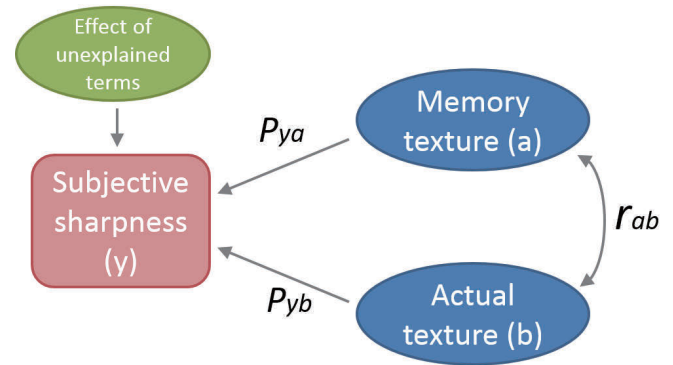 Effect of
unexplained
terms
Subjective
sharpness
(y)
Pya
Memory
texture (a)
rab
Pyb
Actual
texture (b)